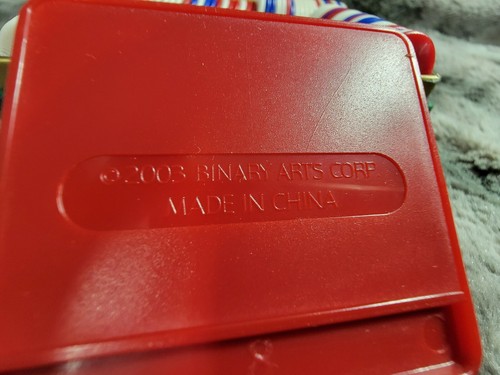 ©2003 BINARY ARTS CORP
MADE IN CHINA